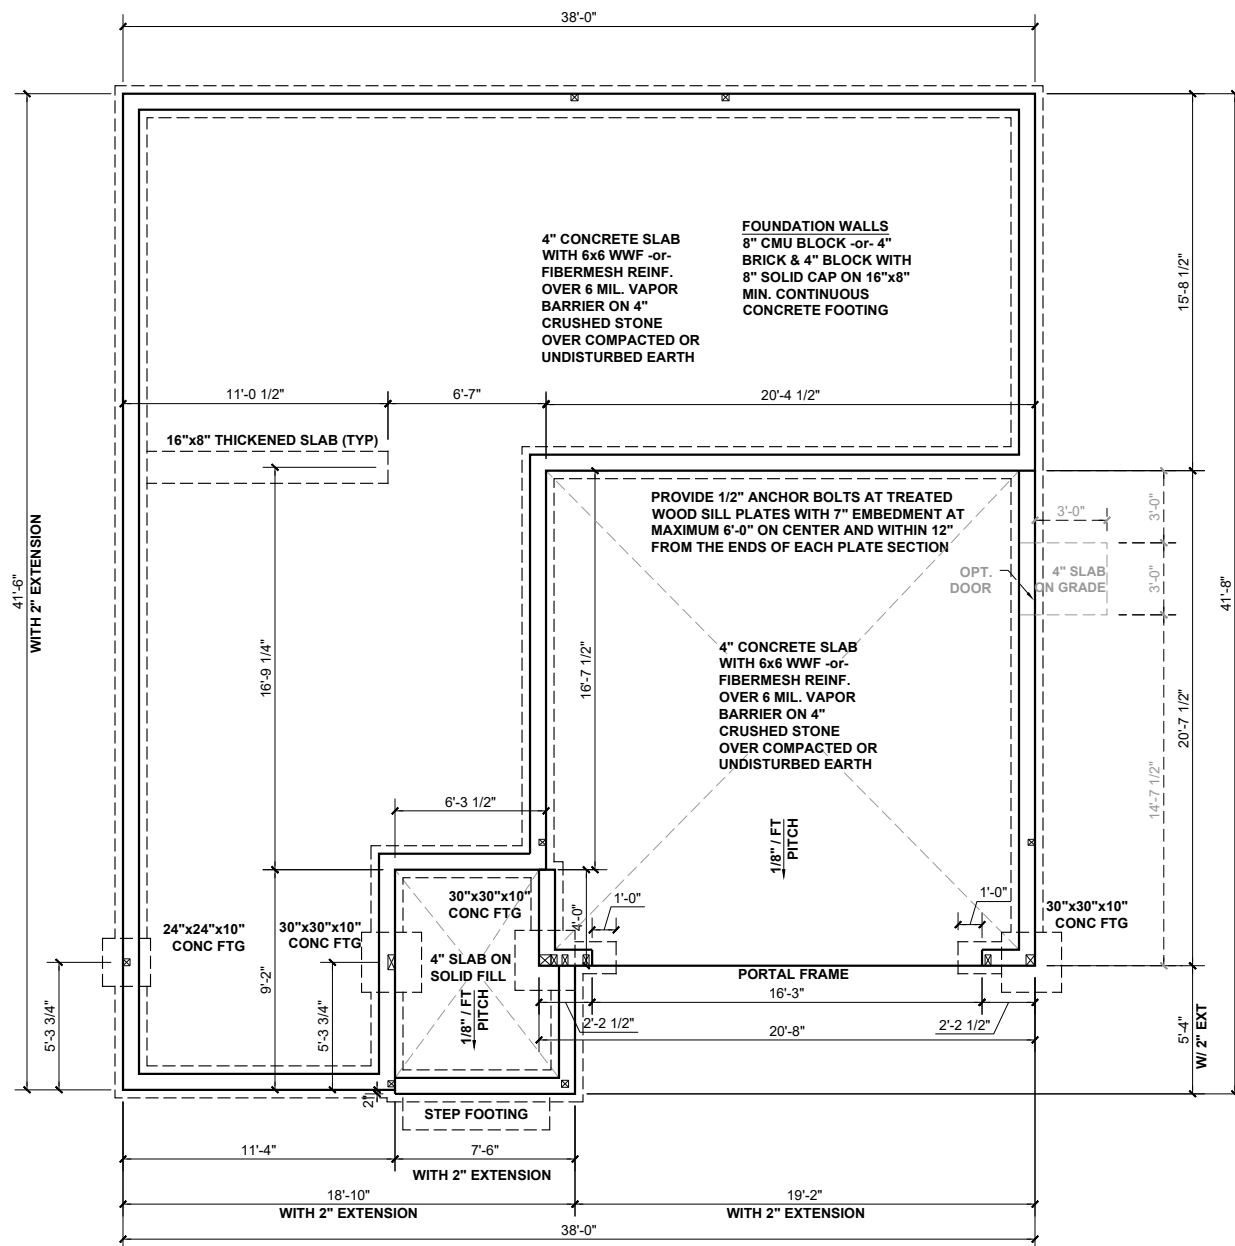 38'-0"
4" CONCRETE SLAB
WITH 6x6 WWF -or-
FIBERMESH REINF.
OVER 6 MIL. VAPOR
BARRIER ON 4"
CRUSHED STONE
OVER COMPACTED OR
UNDISTURBED EARTH
FOUNDATION WALLS
8" CMU BLOCK -or- 4"
BRICK & 4" BLOCK WITH
8" SOLID CAP ON 16"x8"
MIN. CONTINUOUS
CONCRETE FOOTING
15'-8 1/2"
11'-0 1/2"
6'-7"
20'-4 1/2"
16"x8" THICKENED SLAB (TYP)
PROVIDE 1/2" ANCHOR BOLTS AT TREATED
WOOD SILL PLATES WITH 7" EMBEDMENT AT
MAXIMUM 6'-0" ON CENTER AND WITHIN 12"
FROM THE ENDS OF EACH PLATE SECTION
3'-0"
3'-0"
OPT.
DOOR
4" SLAB
ON GRADE
3'-0"
41'-6"
WITH 2" EXTENSION
41'-8"
16'-9 1/4"
16'-7 1/2"
4" CONCRETE SLAB
WITH 6x6 WWF -or-
FIBERMESH REINF.
OVER 6 MIL. VAPOR
BARRIER ON 4"
CRUSHED STONE
OVER COMPACTED OR
UNDISTURBED EARTH
20'-7 1/2"
14'-7 1/2"
6'-3 1/2"
1/8" / FT
PITCH
30"x30"x10"
CONC FTG
4'-0"
1'-0"
1'-0"
30"x30"x10"
CONC FTG
24"x24"x10"
CONC FTG
30"x30"x10"
CONC FTG
4" SLAB ON
SOLID FILL
PORTAL FRAME
9'-2"
16'-3"
1/8" / FT
PITCH
2'-2 1/2"
2'-2 1/2"
20'-8"
5'-3 3/4"
5'-3 3/4"
5'-4"
W/ 2" EXT
2"
STEP FOOTING
11'-4"
7'-6"
WITH 2" EXTENSION
18'-10"
WITH 2" EXTENSION
19'-2"
WITH 2" EXTENSION
38'-0"